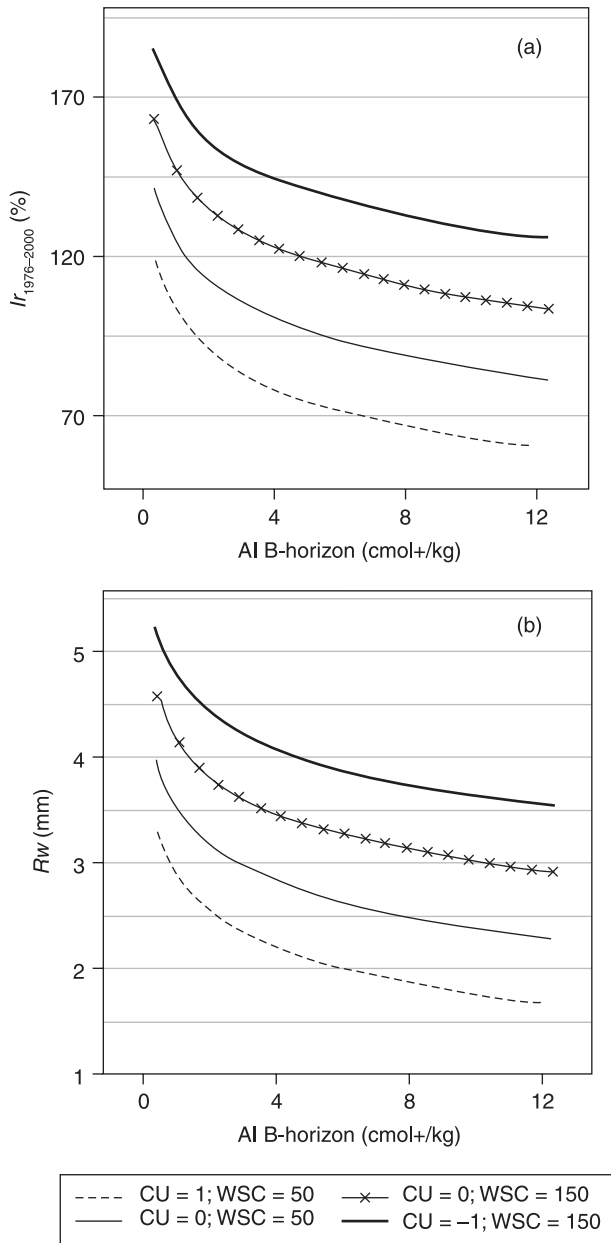 (a)
170
120
70
Ir1976–2000 (%)
0 4 8 12
Al B-horizon (cmol+/kg)
(b)
5
4
3
2
1
Rw (mm)
0 4 8 12
Al B-horizon (cmol+/kg)
CU = 1; WSC = 50
CU = 0; WSC = 150
CU = 0; WSC = 50
CU = –1; WSC = 150